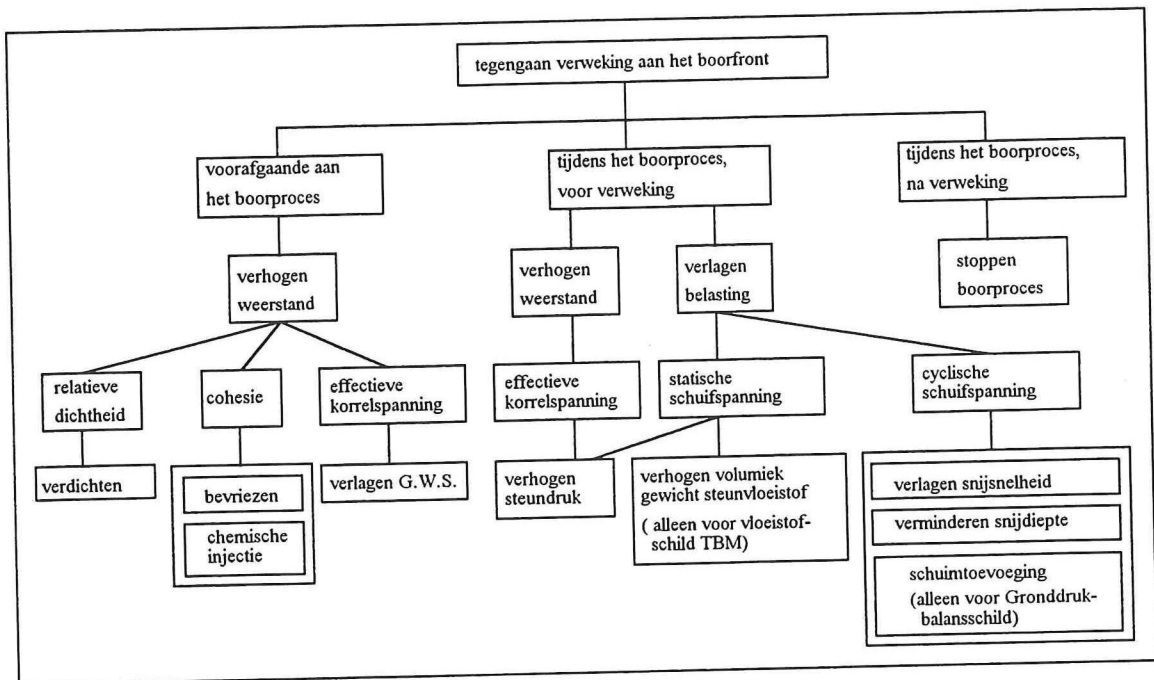 tegengaan verweking aan het boorfront
voorafgaande aan
het boorproces
tijdens het boorproces,
voor verweking
tijdens het boorproces,
na verweking
verhogen
weerstand
verhogen
weerstand
verlagen
belasting
stoppen
boorproces
relatieve
dichtheid
cohesie
effectieve
korrelspanning
effectieve
korrelspanning
statische
schuifspanning
cyclische
schuifspanning
verdichten
bevriezen
chemische
injectie
verlagen G.W.S.
verhogen
steundruk
verhogen volumiek
gewicht steunvloeistof
( alleen voor vloeistof-
schild TBM)
verlagen snijsnelheid
verminderen snijdiepte
schuimtoevoeging
(alleen voor Gronddruk-
balansschild)